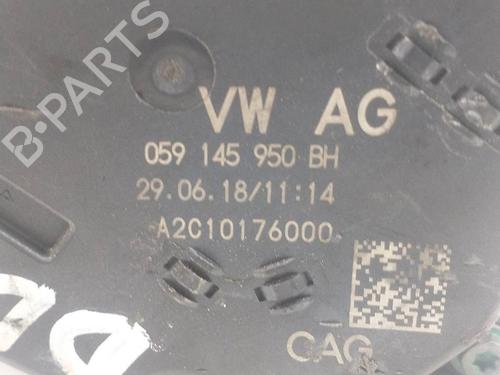 B-PARTS
VW AG
059 145 950 BH
29.06.18/11:14
A2C10176000
CAG